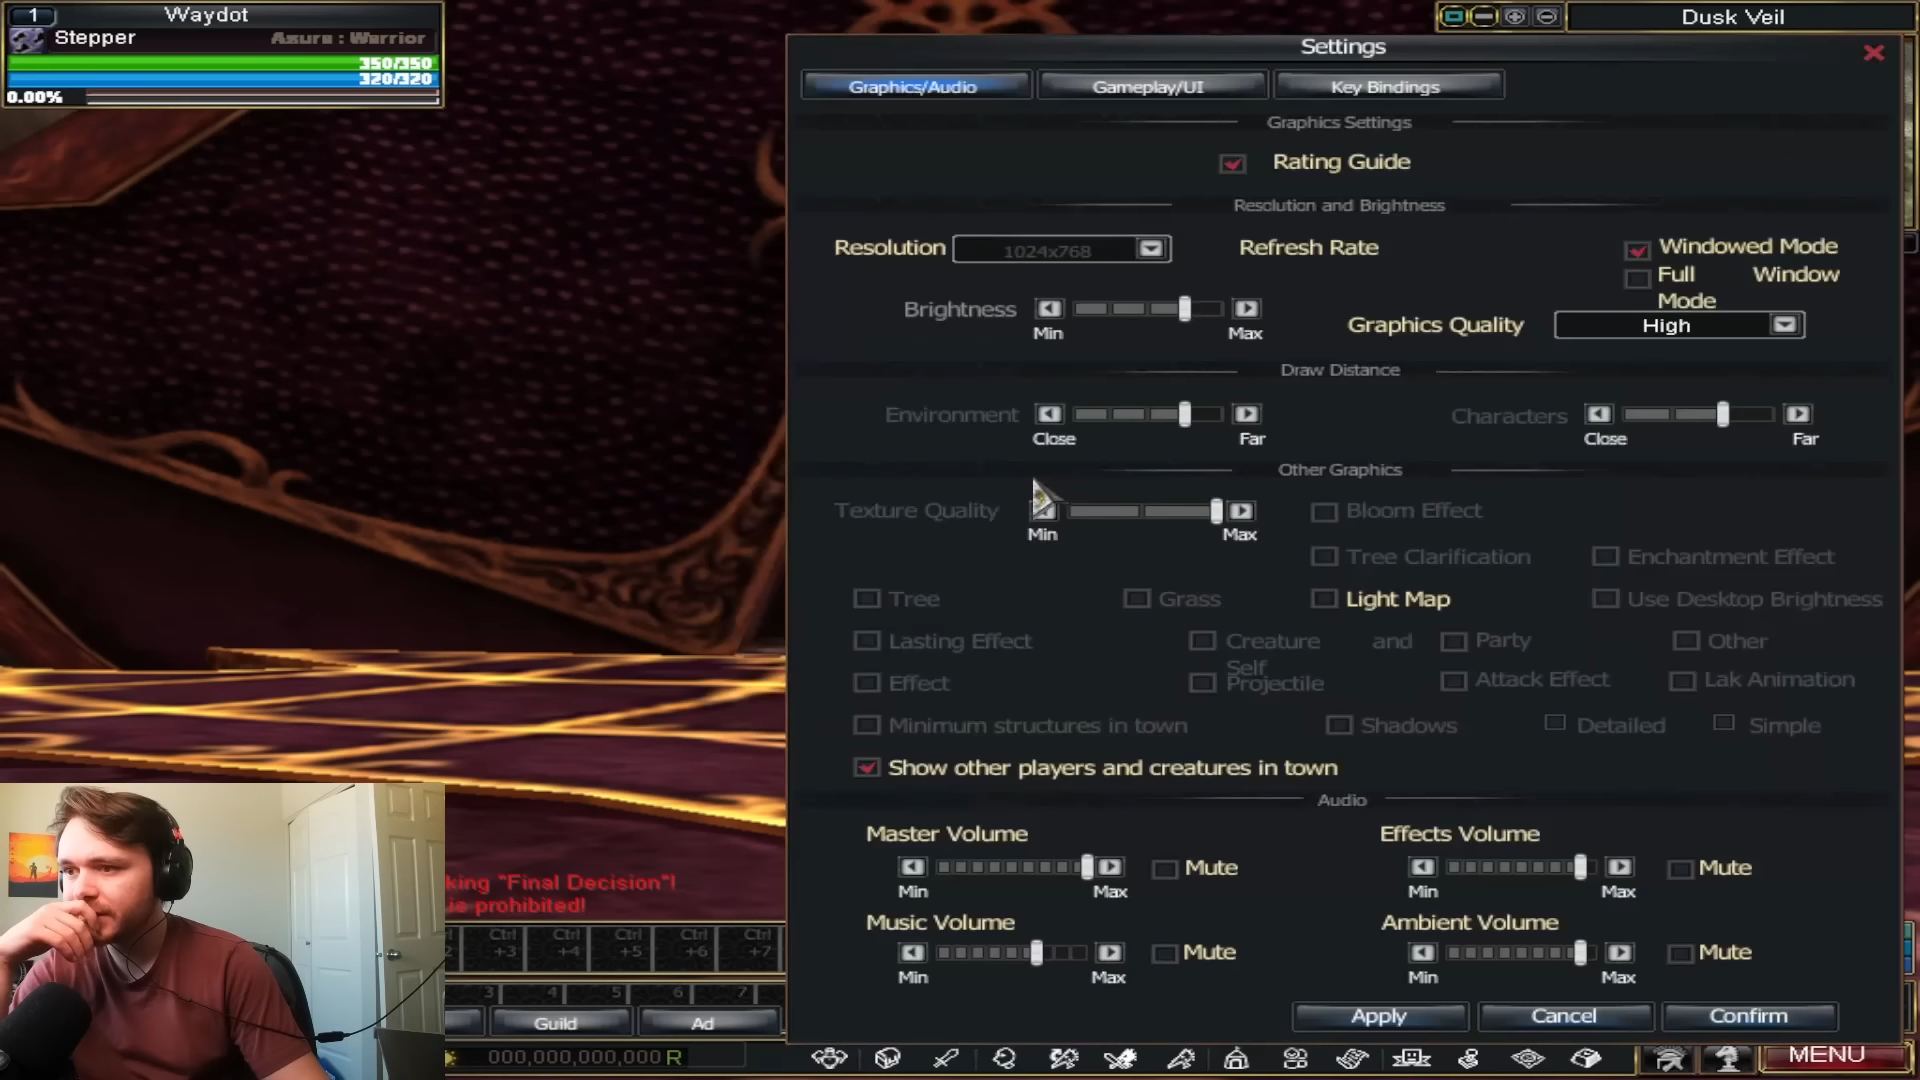 1 Waydot
Stepper Azura : Warrior
350/350
320/320
0.00%
Dusk Veil
Settings
Graphics/Audio Gameplay/UI Key Bindings
Graphics Settings
Rating Guide
Resolution and Brightness
Resolution 1024x768 Refresh Rate Windowed Mode
Full Window
Mode
Brightness Min Max Graphics Quality High
Draw Distance
Environment Characters
Close Far Close Far
Other Graphics
Texture Quality Bloom Effect
Min Max
Tree Clarification Enchantment Effect
Tree Grass Light Map Use Desktop Brightness
Lasting Effect Creature and Party Other
Self
Effect Projectile Attack Effect Lak Animation
Minimum structures in town Shadows Detailed Simple
Show other players and creatures in town
Audio
Master Volume Effects Volume
Mute Mute
Min Max Min Max
Music Volume Ambient Volume
Mute Mute
Min Max Min Max
Apply Cancel Confirm
king "Final Decision"!
ie prohibited!
2 Ctrl Ctrl Ctrl Ctrl Ctrl
+3 +4 +5 +6 +7
3 4 5 6 7
Guild Ad
000,000,000,000 R
MENU